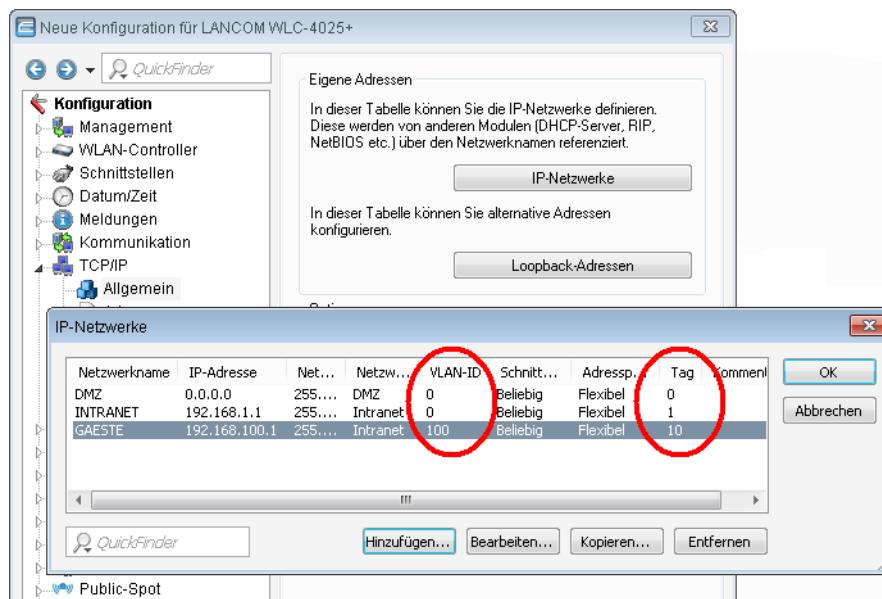 Neue Konfiguration für LANCOM WLC-4025+
QuickFinder
Konfiguration
Management
WLAN-Controller
Schnittstellen
Datum/Zeit
Meldungen
Kommunikation
TCP/IP
Allgemein
Eigene Adressen
In dieser Tabelle können Sie die IP-Netzwerke definieren.
Diese werden von anderen Modulen (DHCP-Server, RIP,
NetBIOS etc.) über den Netzwerknamen referenziert.
IP-Netzwerke
In dieser Tabelle können Sie alternative Adressen
konfigurieren.
Loopback-Adressen
IP-Netzwerke
Netzwerkname IP-Adresse Net... Netzw... VLAN-ID Schnitt... Adressp... Tag Komment
DMZ 0.0.0.0 255.... DMZ 0 Beliebig Flexibel 0
INTRANET 192.168.1.1 255.... Intranet 0 Beliebig Flexibel 1
GAESTE 192.168.100.1 255.... Intranet 100 Beliebig Flexibel 10
OK
Abbrechen
QuickFinder
Hinzufügen... Bearbeiten... Kopieren... Entfernen
Public-Spot